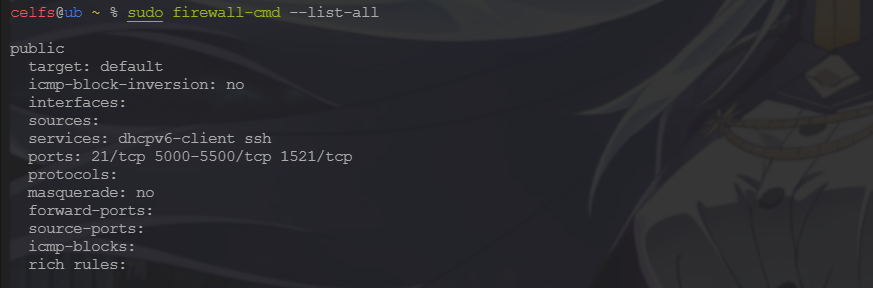 celfs@ub ~ % sudo firewall-cmd --list-all
public
target: default
icmp-block-inversion: no
interfaces:
sources:
services: dhcpv6-client ssh
ports: 21/tcp 5000-5500/tcp 1521/tcp
protocols:
masquerade: no
forward-ports:
source-ports:
icmp-blocks:
rich rules: